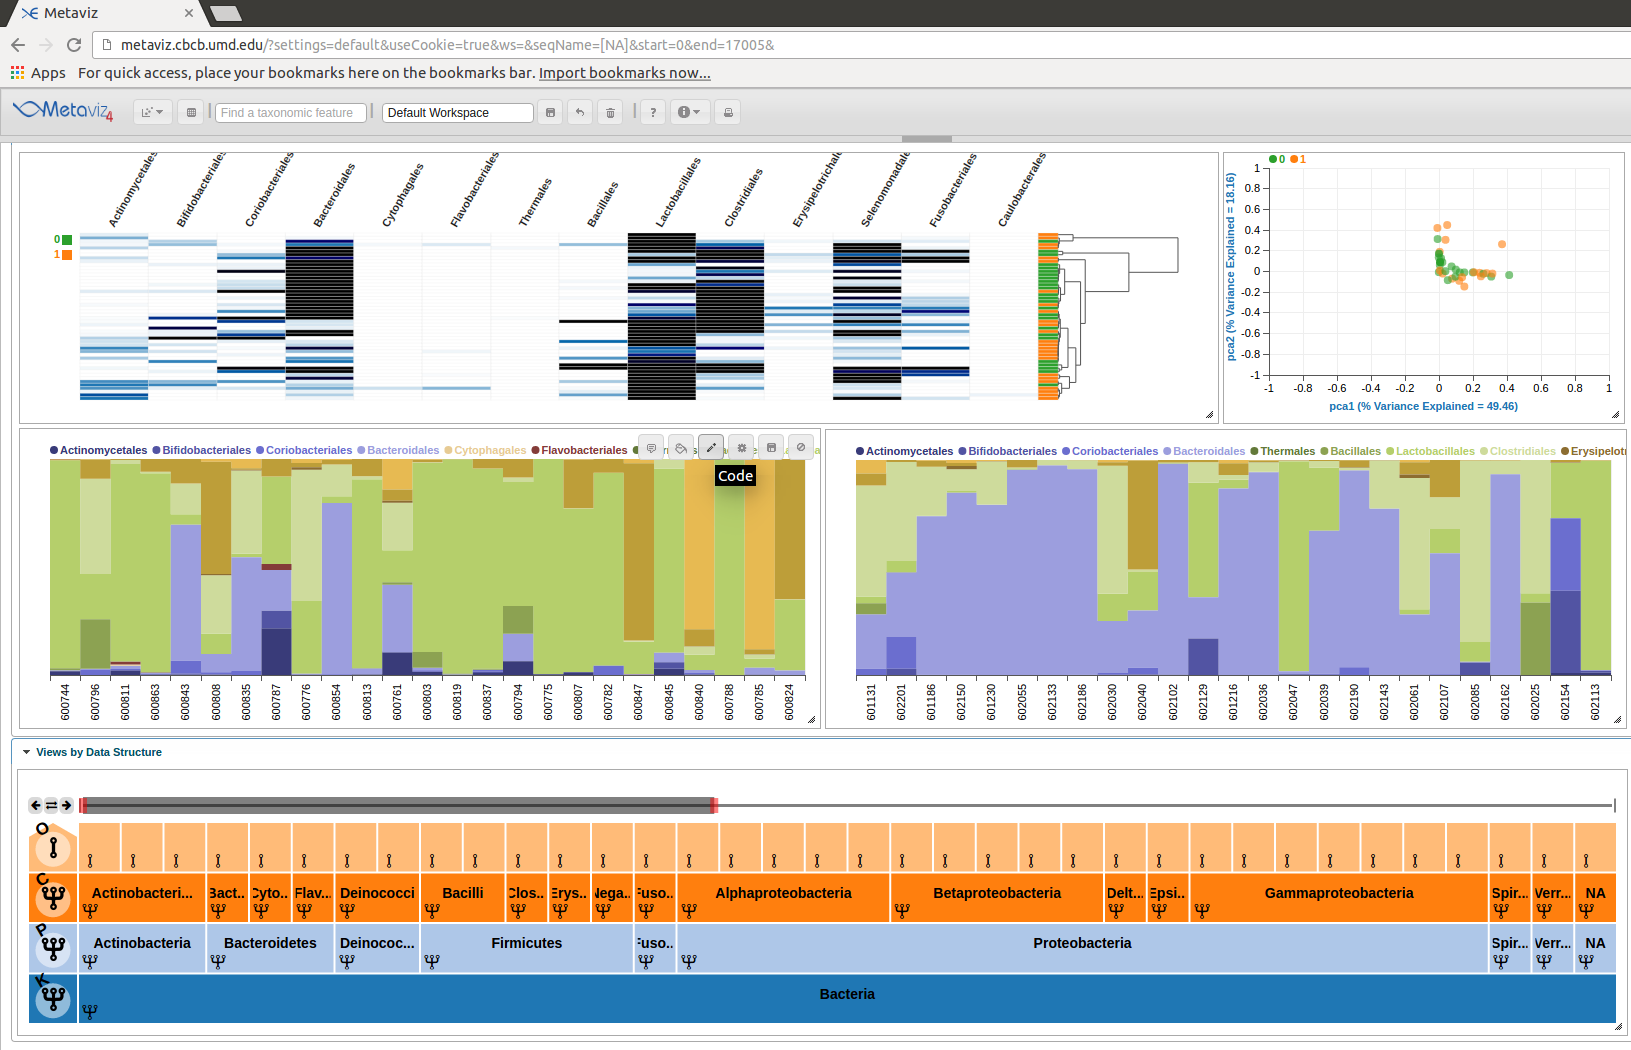 Metaviz
metaviz.cbcb.umd.edu/?settings=default&useCookie=true&ws=&seqName=[NA]&start=0&end=17005&
Apps For quick access, place your bookmarks here on the bookmarks bar. Import bookmarks now...
Metaviz 4 Find a taxonomic feature Default Workspace ?
Actinomycetales Bifidobacteriales Coriobacteriales Bacteroidales Cytophagales Flavobacteriales Thermales Bacillales Lactobacillales Clostridiales Erysipelotrichale Selenomonadale Fusobacteriales Caulobacterales
0
1
0 1
1
0.8
0.6
0.4
0.2
0
-0.2
-0.4
-0.6
-0.8
-1
-1 -0.8 -0.6 -0.4 -0.2 0 0.2 0.4 0.6 0.8 1
pca2 (% Variance Explained = 18.16)
pca1 (% Variance Explained = 49.46)
Actinomycetales Bifidobacteriales Coriobacteriales Bacteroidales Cytophagales Flavobacteriales
Code
600744 600796 600811 600863 600843 600808 600835 600787 600776 600854 600813 600761 600803 600819 600837 600794 600775 600807 600782 600847 600845 600840 600788 600785 600824
Actinomycetales Bifidobacteriales Coriobacteriales Bacteroidales Thermales Bacillales Lactobacillales Clostridiales Erysipelotr
601131 602201 601186 602150 601230 602055 602133 602186 602030 602040 602102 602129 601216 602036 602047 602039 602190 602143 602061 602107 602085 602162 602025 602154 602113
Views by Data Structure
O
C Actinobacteri... Bact.. Cyto.. Flav.. Deinococci Bacilli Clos.. Erys.. Nega.. Fuso.. Alphaproteobacteria Betaproteobacteria Delt... Epsi.. Gammaproteobacteria Spir... Verr... NA
P Actinobacteria Bacteroidetes Deinococ... Firmicutes Fuso.. Proteobacteria Spir... Verr... NA
K Bacteria